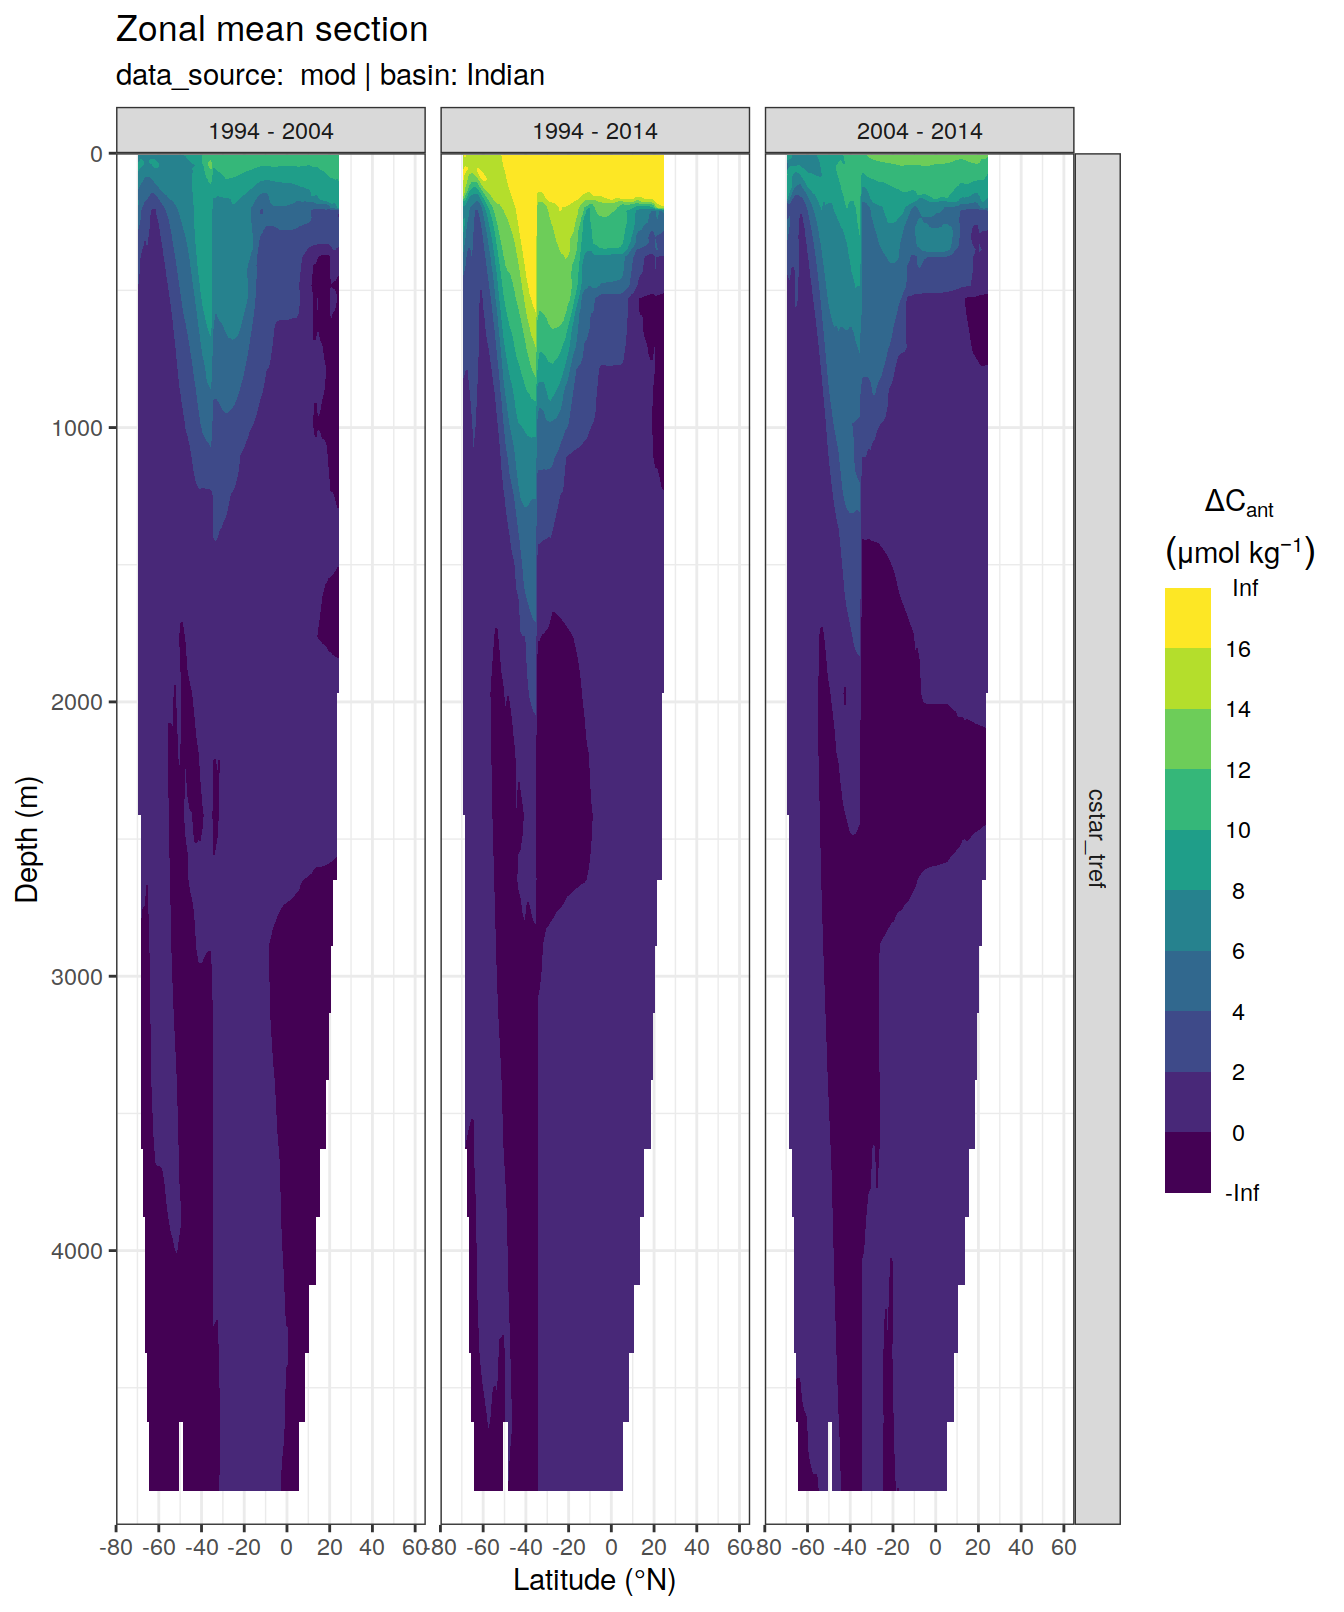 Zonal mean section
data_source:  mod | basin: Indian
1994 - 2004
1994 - 2014
2004 - 2014
0
1000
2000
3000
4000
Depth (m)
-80 -60 -40 -20 0 20 40 60
-80 -60 -40 -20 0 20 40 60
-80 -60 -40 -20 0 20 40 60
Latitude (°N)
cstar_tref
ΔCant
(µmol kg⁻¹)
Inf
16
14
12
10
8
6
4
2
0
-Inf